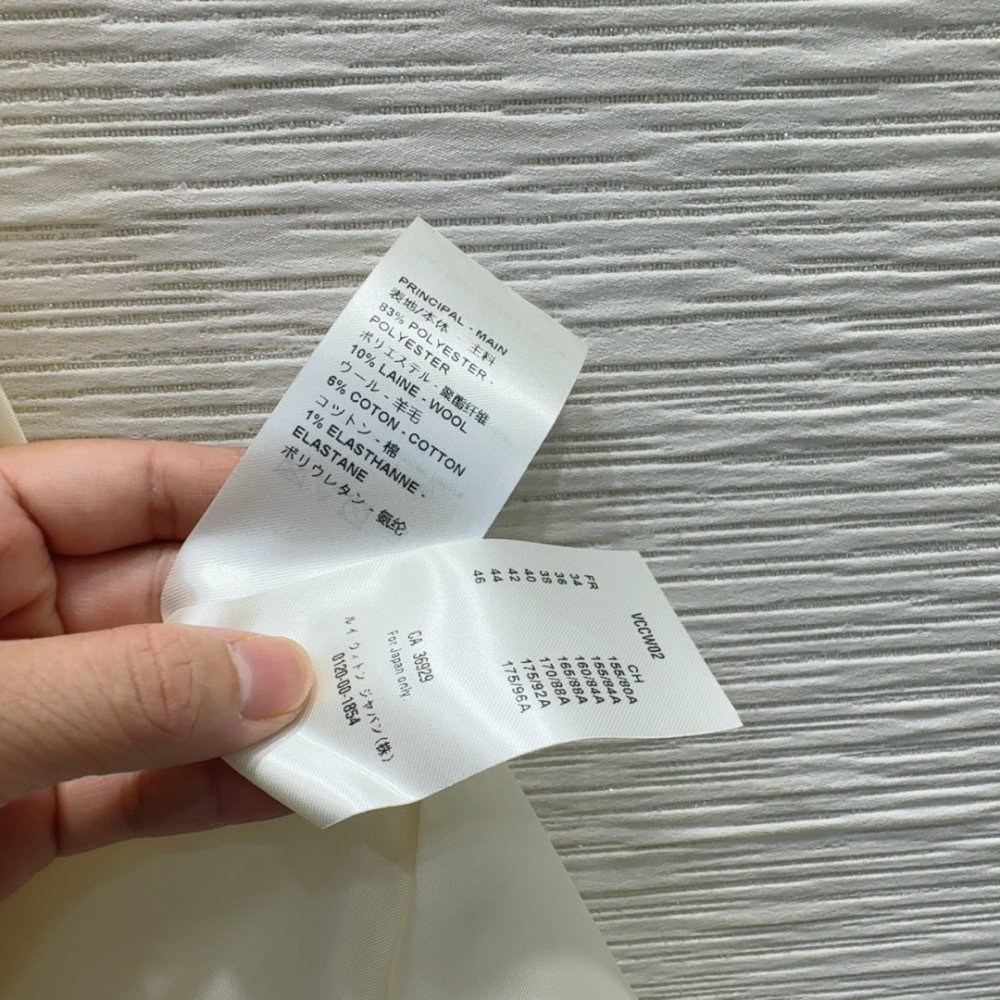 PRINCIPAL - MAIN
表地/本体 - 主料
83% POLYESTER -
POLYESTER
ポリエステル - 聚酯纤维
10% LAINE - WOOL
ウール - 羊毛
6% COTON - COTTON
コットン - 棉
1% ELASTHANNE -
ELASTANE
ポリウレタン - 氨纶
VCCW02
FR CH
34 155/80A
36 155/84A
38 160/84A
40 165/88A
42 170/88A
44 175/92A
46 175/96A
CA 36929
For Japan only:
ルイ ヴィトン ジャパン(株)
0120-00-1854